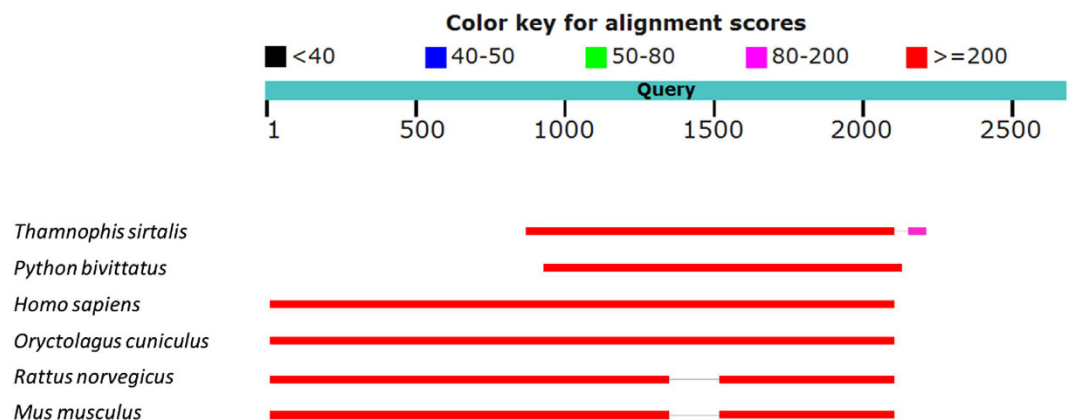 Color key for alignment scores
<40 40-50 50-80 80-200 >=200
Query
1 500 1000 1500 2000 2500
Thamnophis sirtalis
Python bivittatus
Homo sapiens
Oryctolagus cuniculus
Rattus norvegicus
Mus musculus